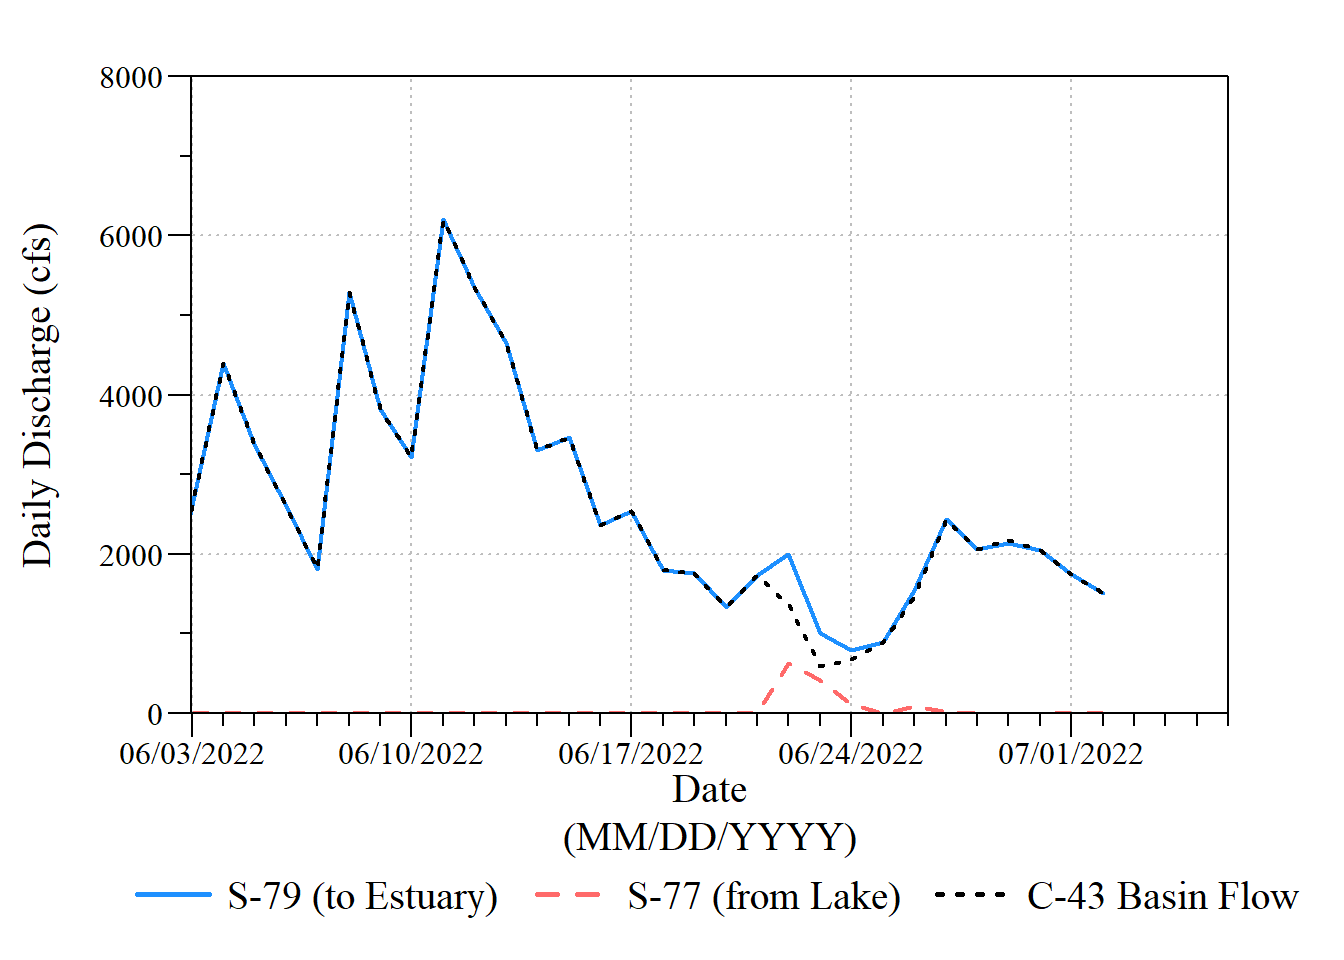 8000
6000
4000
2000
0
Daily Discharge (cfs)
06/03/2022 06/10/2022 06/17/2022 06/24/2022 07/01/2022
Date
(MM/DD/YYYY)
S-79 (to Estuary) S-77 (from Lake) C-43 Basin Flow